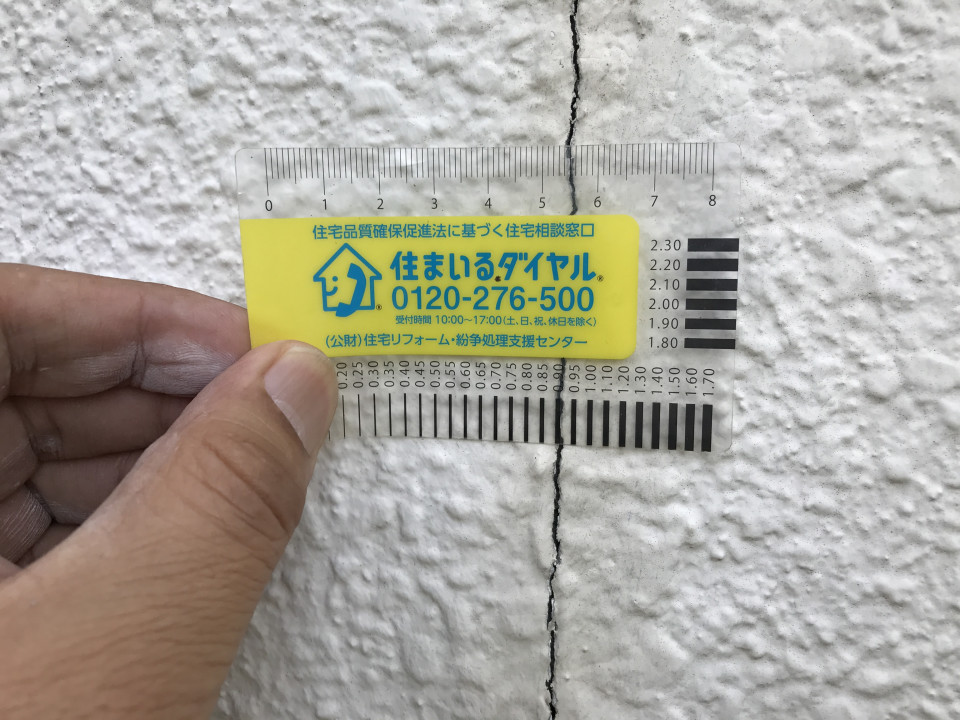 0 1 2 3 4 5 6 7 8
住宅品質確保促進法に基づく住宅相談窓口
住まいるダイヤル®
®
0120-276-500
受付時間 10:00〜17:00(土、日、祝、休日を除く)
(公財)住宅リフォーム・紛争処理支援センター
2.30
2.20
2.10
2.00
1.90
1.80
0.20 0.25 0.30 0.35 0.40 0.45 0.50 0.55 0.60 0.65 0.70 0.75 0.80 0.85 0.90 0.95 1.00 1.10 1.20 1.30 1.40 1.50 1.60 1.70